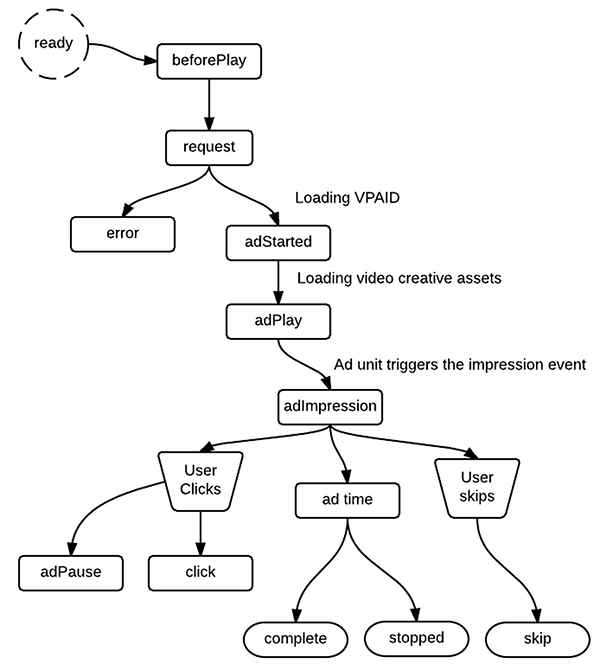 ready
beforePlay
request
Loading VPAID
error
adStarted
Loading video creative assets
adPlay
Ad unit triggers the impression event
adImpression
User
Clicks
ad time
User
skips
adPause
click
complete
stopped
skip